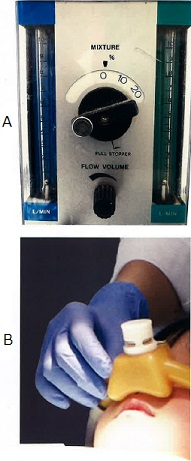 A
MIXTURE
%
0 10 20
FULL STOPPER
FLOW VOLUME
L/MIN
L/MIN
B